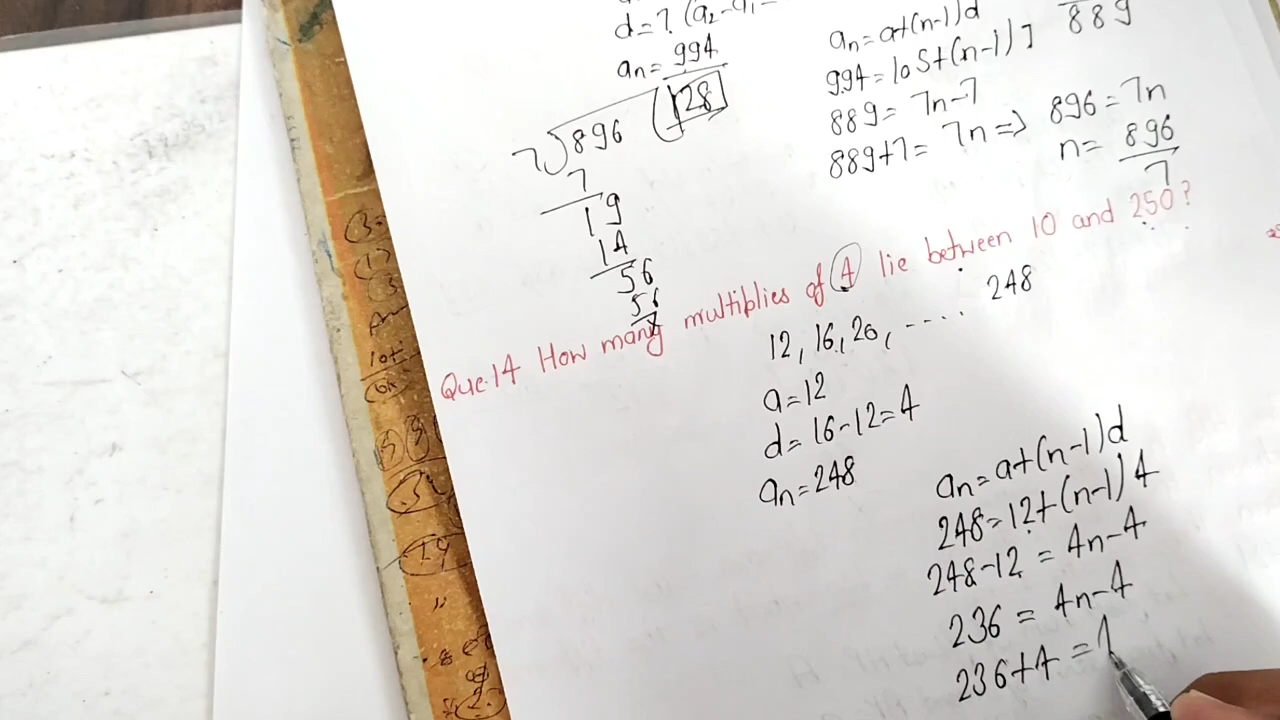 d=? (a2-a1=
an=994
7)896(128
7
19
14
56
56
x
an=a+(n-1)d
994=105+(n-1)7
889
889=7n-7
889+7=7n=> 896=7n
n=896/7
Que.14 How many multiplies of 4 lie between 10 and 250?
12, 16, 20, ---- 248
a=12
d=16-12=4
an=248
an=a+(n-1)d
248=12+(n-1)4
248-12=4n-4
236=4n-4
236+4=